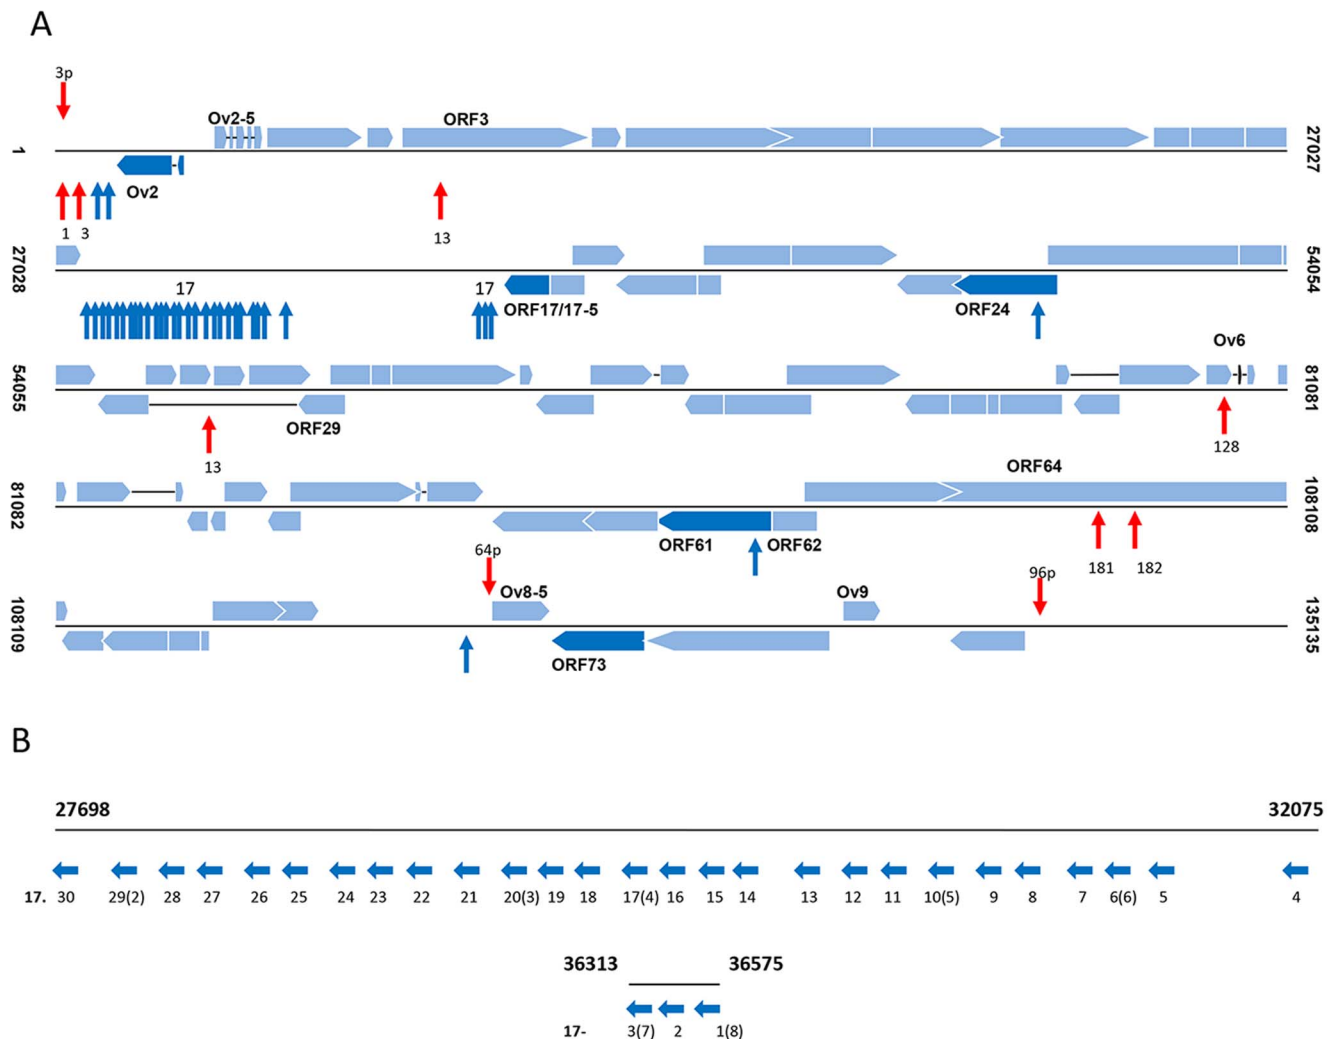 A
3p
Ov2-5 ORF3
1 27027
Ov2
1 3 13
27028 54054
17 17
ORF17/17-5 ORF24
Ov6
54055 81081
ORF29
13 128
ORF64
81082 108108
ORF61 ORF62
64p 181 182
96p
Ov8-5 Ov9
108109 135135
ORF73
B
27698 32075
17. 30 29(2) 28 27 26 25 24 23 22 21 20(3) 19 18 17(4) 16 15 14 13 12 11 10(5) 9 8 7 6(6) 5 4
36313 36575
17- 3(7) 2 1(8)